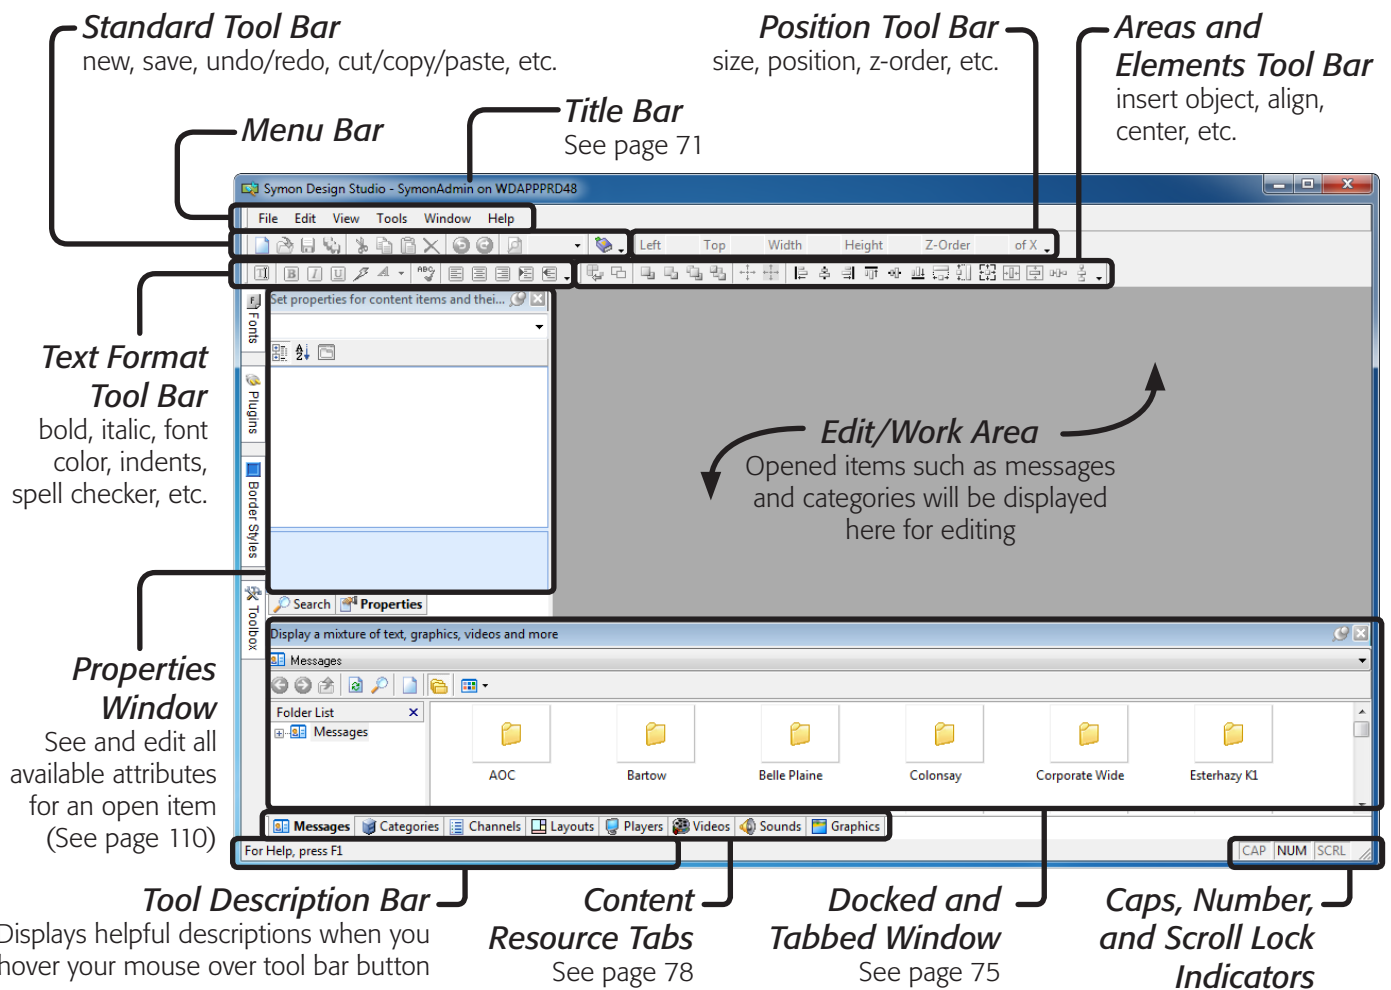 Standard Tool Bar
new, save, undo/redo, cut/copy/paste, etc.
Position Tool Bar
size, position, z-order, etc.
Areas and
Elements Tool Bar
insert object, align,
center, etc.
Menu Bar
Title Bar
See page 71
Symon Design Studio - SymonAdmin on WDAPPPRD48
File Edit View Tools Window Help
Left Top Width Height Z-Order of X
Set properties for content items and thei...
Fonts
Plugins
Border Styles
Toolbox
Text Format
Tool Bar
bold, italic, font
color, indents,
spell checker, etc.
Edit/Work Area
Opened items such as messages
and categories will be displayed
here for editing
Search Properties
Properties
Window
See and edit all
available attributes
for an open item
(See page 110)
Display a mixture of text, graphics, videos and more
Messages
Folder List
Messages
AOC Bartow Belle Plaine Colonsay Corporate Wide Esterhazy K1
Messages Categories Channels Layouts Players Videos Sounds Graphics
For Help, press F1
CAP NUM SCRL
Tool Description Bar
Displays helpful descriptions when you
hover your mouse over tool bar button
Content
Resource Tabs
See page 78
Docked and
Tabbed Window
See page 75
Caps, Number,
and Scroll Lock
Indicators